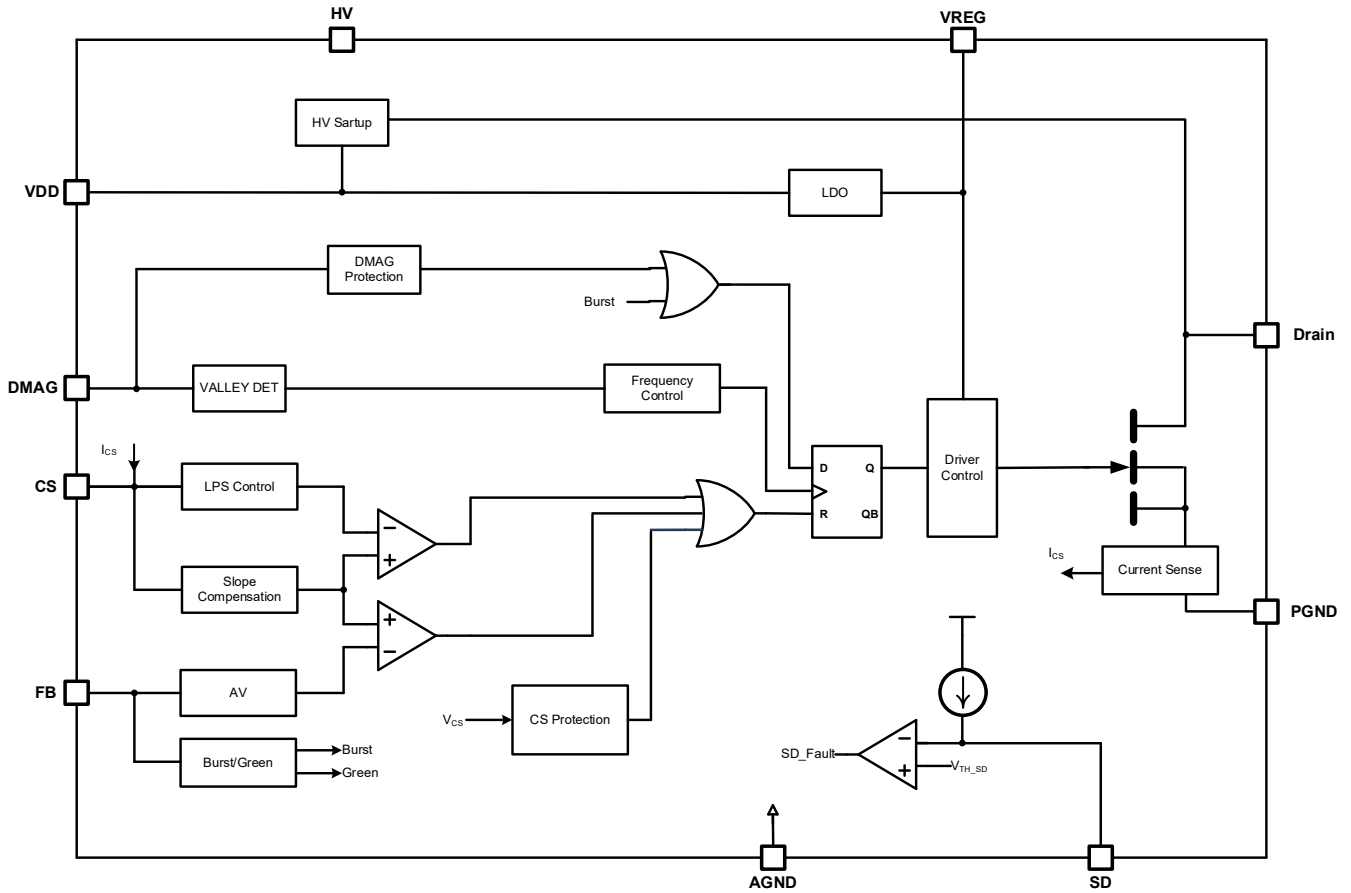 HV
VREG
HV Sartup
VDD
LDO
DMAG
Protection
Burst
Drain
DMAG
VALLEY DET
Frequency
Control
ICS
CS
LPS Control
D
Q
R
QB
Driver
Control
Slope
Compensation
ICS
Current Sense
PGND
FB
AV
VCS
CS Protection
Burst/Green
Burst
Green
SD_Fault
VTH_SD
AGND
SD